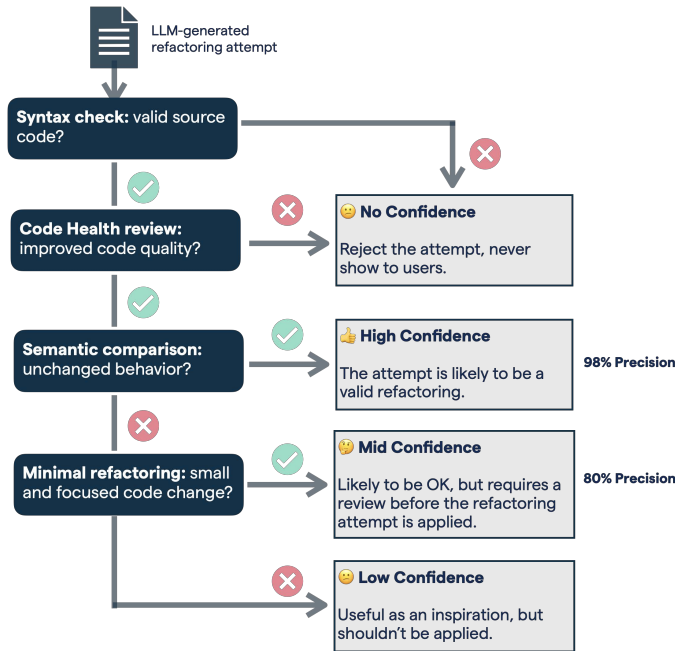 LLM-generated
refactoring attempt
Syntax check: valid source
code?
Code Health review:
improved code quality?
😕 No Confidence
Reject the attempt, never
show to users.
Semantic comparison:
unchanged behavior?
👍 High Confidence
The attempt is likely to be a
valid refactoring.
98% Precision
Minimal refactoring: small
and focused code change?
🤔 Mid Confidence
Likely to be OK, but requires a
review before the refactoring
attempt is applied.
80% Precision
😕 Low Confidence
Useful as an inspiration, but
shouldn’t be applied.